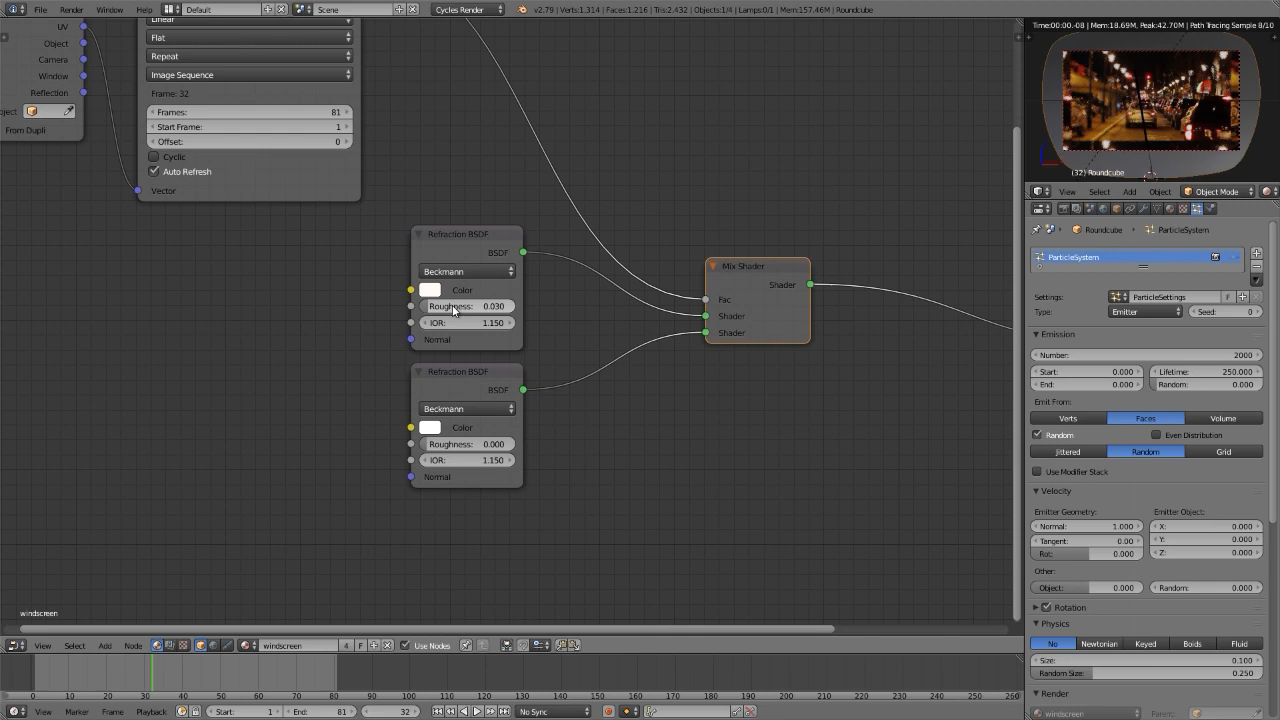 File Render Window Help Default Scene Cycles Render v2.79 | Verts:1.314 | Faces:1.216 | Tris:2.432 | Objects:1/4 | Lamps:0/1 | Mem:157.46M | Roundcube
Time:00:00.-08 | Mem:18.69M, Peak:42.70M | Path Tracing Sample 8/10
(32) Roundcube
View Select Add Object Object Mode
UV
Object
Camera
Window
Reflection
From Dupli
Linear
Flat
Repeat
Image Sequence
Frame: 32
Frames: 81
Start Frame: 1
Offset: 0
Cyclic
Auto Refresh
Vector
Refraction BSDF
BSDF
Beckmann
Color
Roughness: 0.030
IOR: 1.150
Normal
Refraction BSDF
BSDF
Beckmann
Color
Roughness: 0.000
IOR: 1.150
Normal
Mix Shader
Shader
Fac
Shader
Shader
windscreen
Roundcube ParticleSystem
ParticleSystem
Settings: ParticleSettings F
Type: Emitter Seed: 0
Emission
Number: 2000
Start: 0.000 Lifetime: 250.000
End: 0.000 Random: 0.000
Emit From:
Verts Faces Volume
Random Even Distribution
Jittered Random Grid
Use Modifier Stack
Velocity
Emitter Geometry: Emitter Object:
Normal: 1.000 X: 0.000
Tangent: 0.00 Y: 0.000
Rot: 0.000 Z: 0.000
Other:
Object: 0.000 Random: 0.000
Rotation
Physics
No Newtonian Keyed Boids Fluid
Size: 0.100
Random Size: 0.250
Render
windscreen Parent:
View Select Add Node windscreen 4 F Use Nodes
0 10 20 30 40 50 60 70 80 90 100 110 120 130 140 150 160 170 180 190 200 210 220 230 240 250 260
View Marker Frame Playback Start: 1 End: 81 32 No Sync